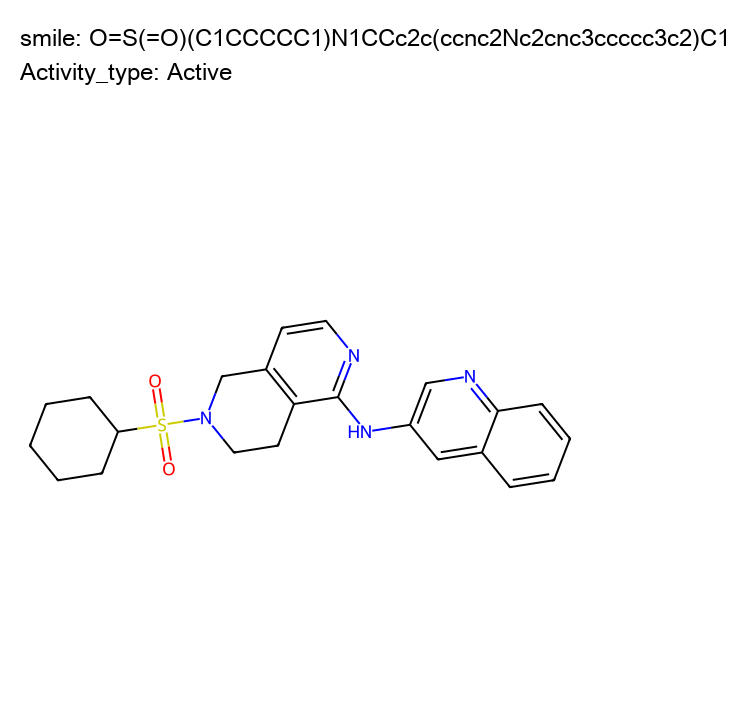 smile: O=S(=O)(C1CCCCC1)N1CCc2c(ccnc2Nc2cnc3ccccc3c2)C1
Activity_type: Active
N
O
S
N
HN
N
O